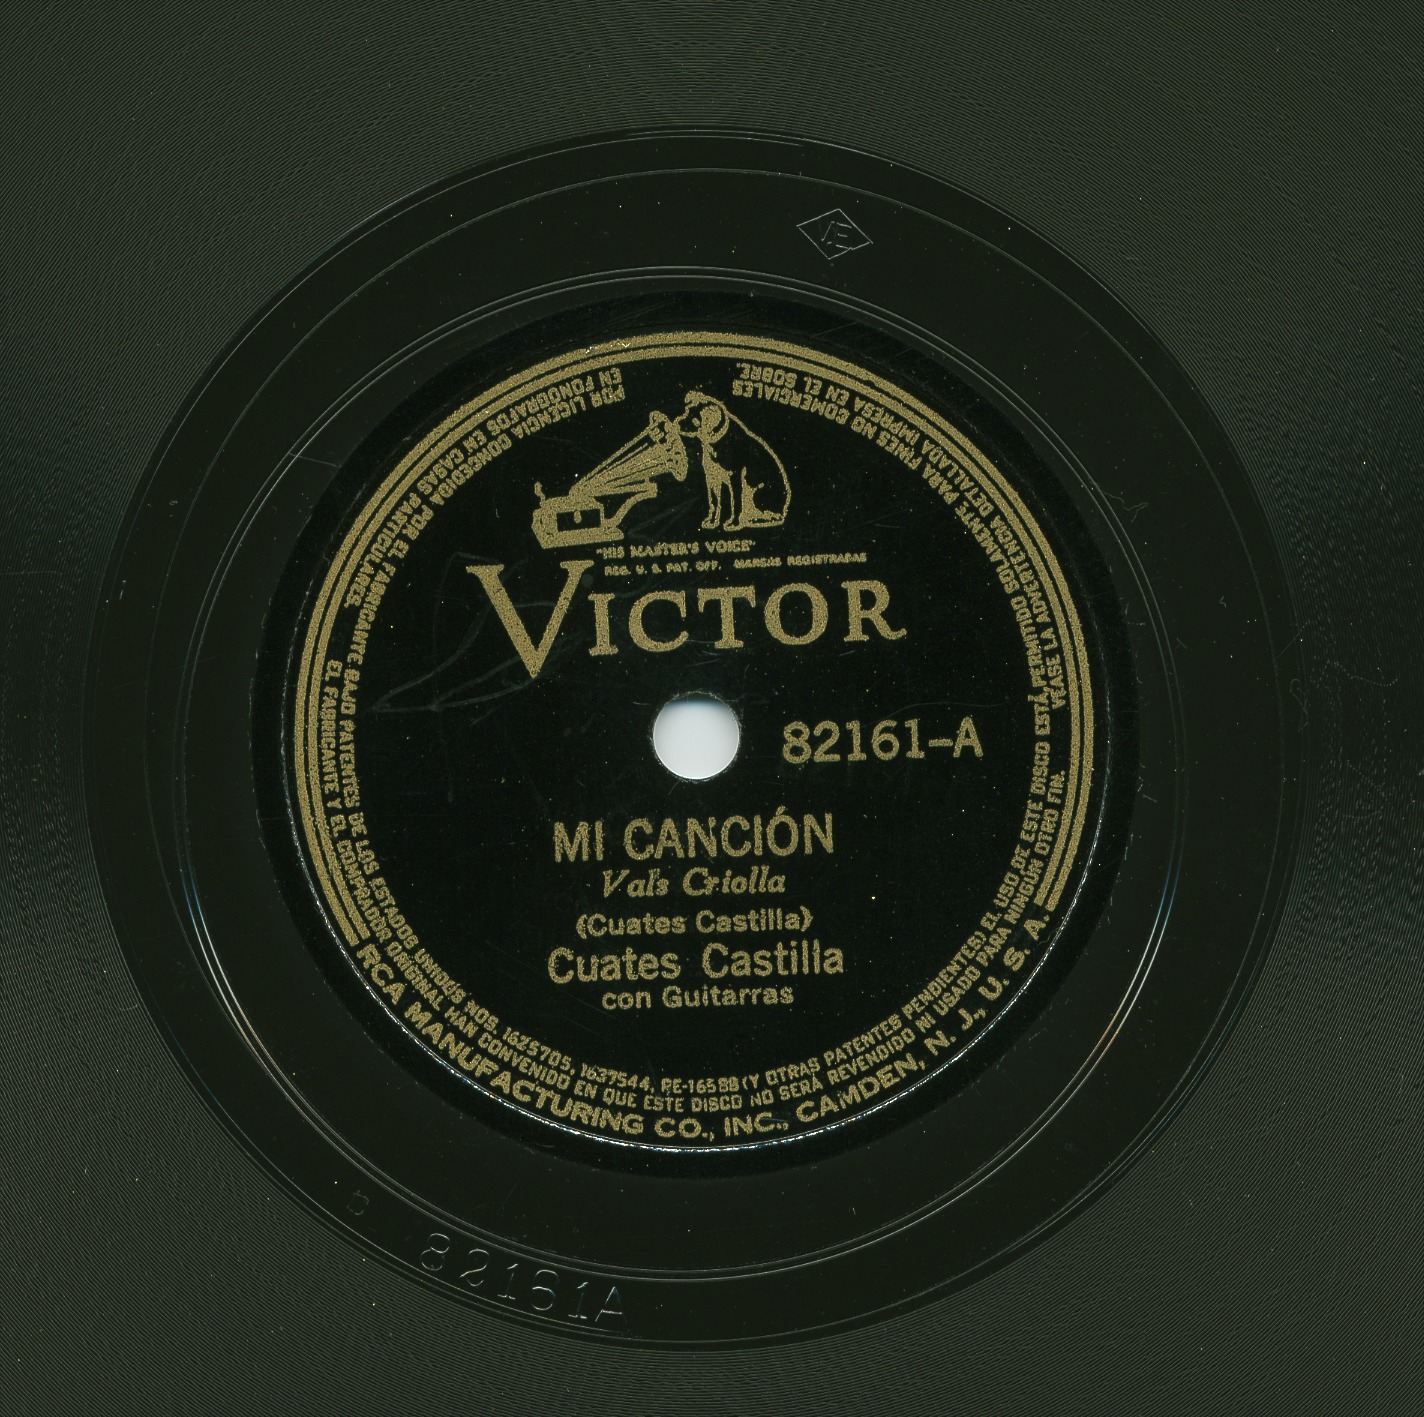 "HIS MASTER'S VOICE"
REG. U. S. PAT. OFF. MARCAS REGISTRADAS
VICTOR
82161-A
MI CANCIÓN
Vals Criolla
(Cuates Castilla)
Cuates Castilla
con Guitarras
POR LICENCIA CONCEDIDA POR EL FABRICANTE BAJO PATENTES DE LOS ESTADOS UNIDOS NOS. 1625705, 1637544, RE-16588 (Y OTRAS PATENTES PENDIENTES) EL USO DE ESTE DISCO ESTA PERMITIDO SOLAMENTE PARA FINES NO COMERCIALES
EN FONOGRAFOS EN CASAS PARTICULARES.
EL FABRICANTE Y EL COMPRADOR ORIGINAL HAN CONVENIDO EN QUE ESTE DISCO NO SERÁ REVENDIDO NI USADO PARA NINGUN OTRO FIN.
VEASE LA ADVERTENCIA DETALLADA IMPRESA EN EL SOBRE.
RCA MANUFACTURING CO., INC., CAMDEN, N. J., U. S. A.
VE
82161A